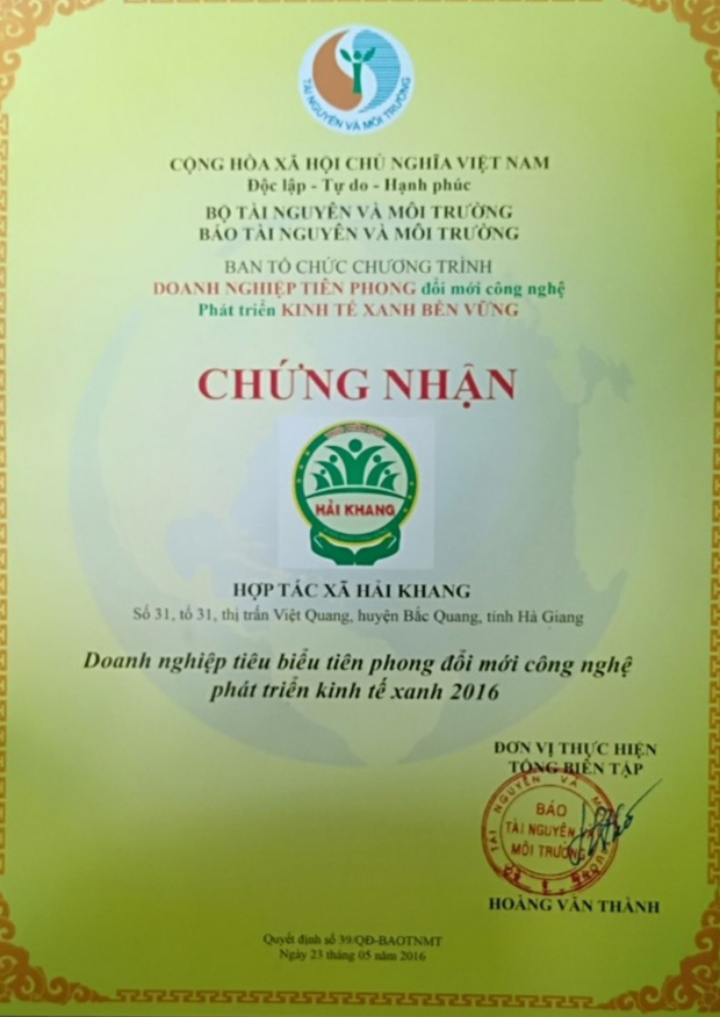 TÀI NGUYÊN VÀ MÔI TRƯỜNG
CỘNG HÒA XÃ HỘI CHỦ NGHĨA VIỆT NAM
Độc lập - Tự do - Hạnh phúc
BỘ TÀI NGUYÊN VÀ MÔI TRƯỜNG
BÁO TÀI NGUYÊN VÀ MÔI TRƯỜNG
BAN TỔ CHỨC CHƯƠNG TRÌNH
DOANH NGHIỆP TIÊN PHONG đổi mới công nghệ
Phát triển KINH TẾ XANH BỀN VỮNG
CHỨNG NHẬN
HẢI KHANG
HỢP TÁC XÃ HẢI KHANG
Số 31, tổ 31, thị trấn Việt Quang, huyện Bắc Quang, tỉnh Hà Giang
Doanh nghiệp tiêu biểu tiên phong đổi mới công nghệ
phát triển kinh tế xanh 2016
ĐƠN VỊ THỰC HIỆN
TỔNG BIÊN TẬP
TÀI NGUYÊN VÀ
BÁO
TÀI NGUYÊN VÀ
MÔI TRƯỜNG
HOÀNG VĂN THÀNH
Quyết định số 39/QĐ-BAOTNMT
Ngày 23 tháng 05 năm 2016